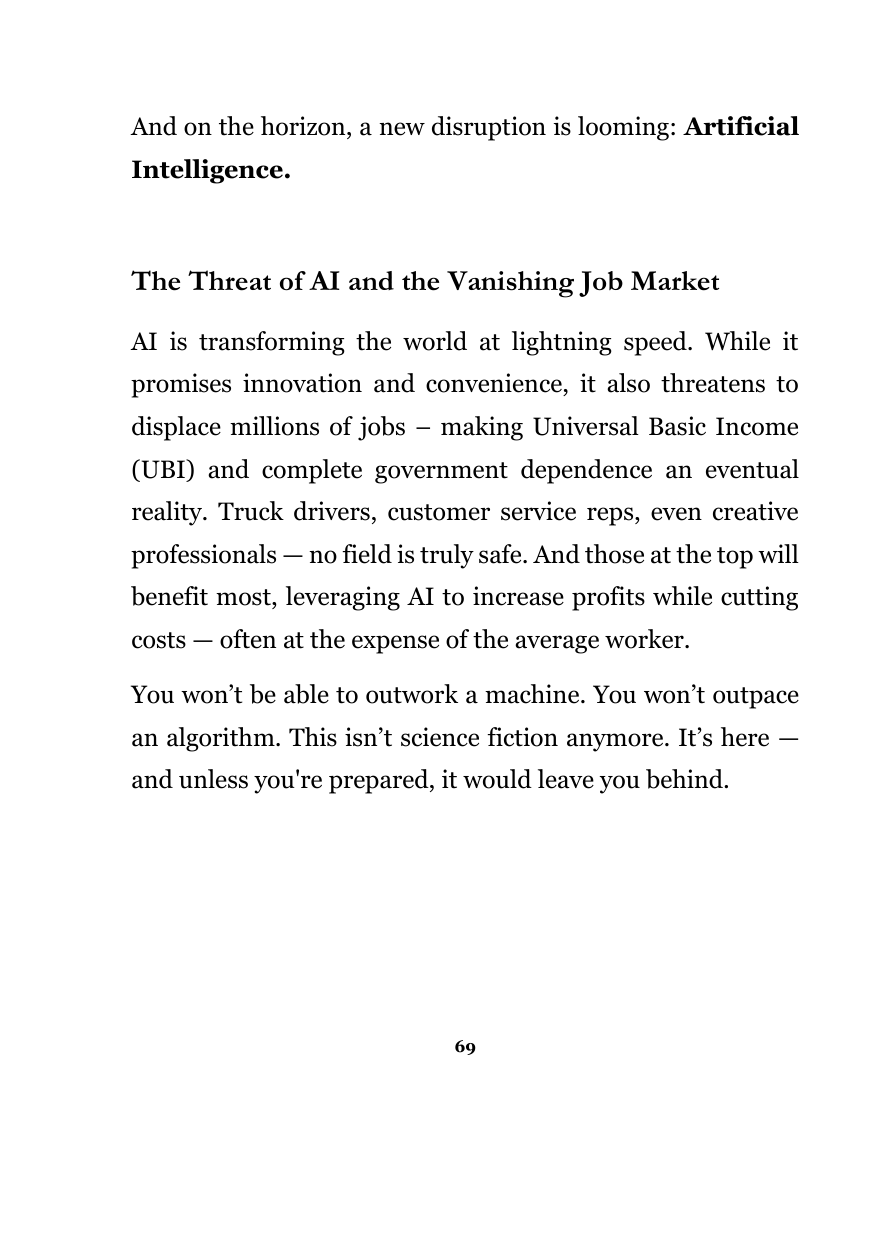 And on the horizon, a new disruption is looming: Artificial
Intelligence.
The Threat of AI and the Vanishing Job Market
AI is transforming the world at lightning speed. While it
promises innovation and convenience, it also threatens to
displace millions of jobs – making Universal Basic Income
(UBI) and complete government dependence an eventual
reality. Truck drivers, customer service reps, even creative
professionals — no field is truly safe. And those at the top will
benefit most, leveraging AI to increase profits while cutting
costs — often at the expense of the average worker.
You won’t be able to outwork a machine. You won’t outpace
an algorithm. This isn’t science fiction anymore. It’s here —
and unless you're prepared, it would leave you behind.
69